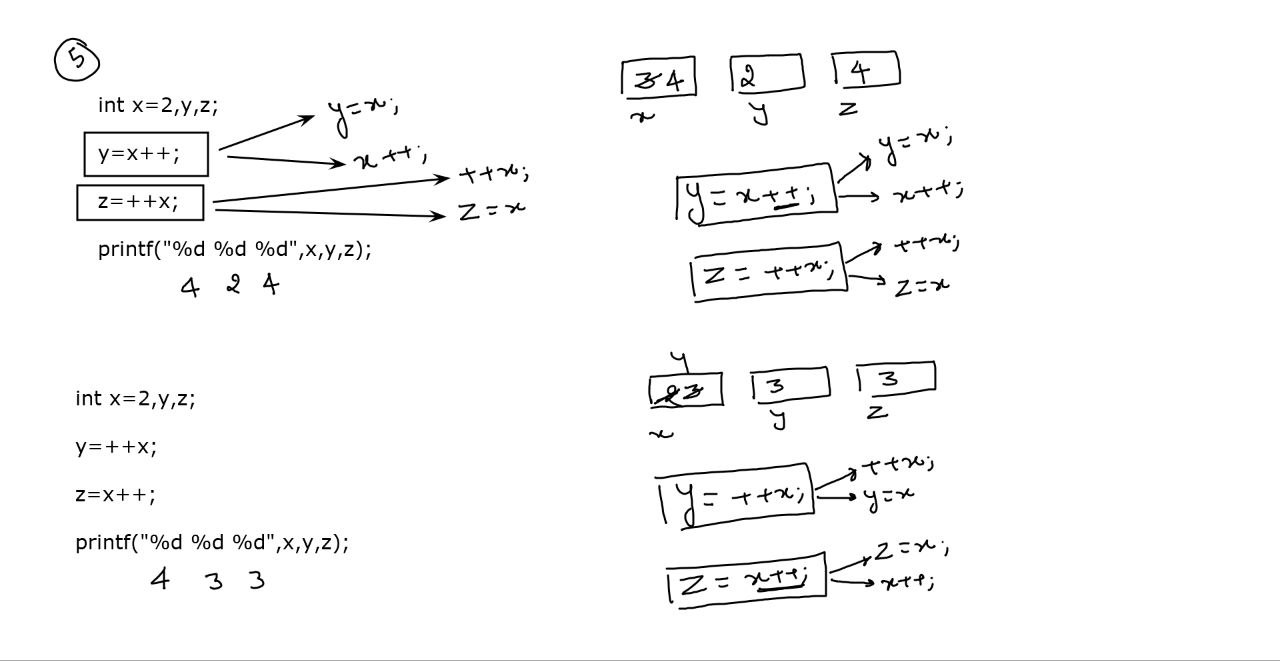 5
int x=2,y,z;
y=x++;
y=x;
x++;
z=++x;
++x;
z=x
printf("%d %d %d",x,y,z);
4 2 4
3 4 2 4
x y z
y=x++;
y=x;
x++;
z=++x;
++x;
z=x
int x=2,y,z;
y=++x;
z=x++;
printf("%d %d %d",x,y,z);
4 3 3
4
2 3 3 3
x y z
y=++x;
++x;
y=x
z=x++;
z=x;
x++;